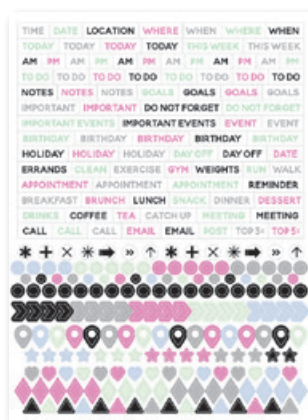 TIME DATE LOCATION WHERE WHEN WHERE WHEN
TODAY TODAY TODAY TODAY THIS WEEK THIS WEEK
AM PM AM PM AM PM AM PM AM PM AM PM
TO DO TO DO TO DO TO DO TO DO TO DO TO DO TO DO
NOTES NOTES NOTES GOALS GOALS GOALS GOALS
IMPORTANT IMPORTANT DO NOT FORGET DO NOT FORGET
IMPORTANT EVENTS IMPORTANT EVENTS EVENT EVENT
BIRTHDAY BIRTHDAY BIRTHDAY BIRTHDAY BIRTHDAY
HOLIDAY HOLIDAY HOLIDAY DAY OFF DAY OFF DATE
ERRANDS CLEAN EXERCISE GYM WEIGHTS RUN WALK
APPOINTMENT APPOINTMENT APPOINTMENT REMINDER
BREAKFAST BRUNCH LUNCH SNACK DINNER DESSERT
DRINKS COFFEE TEA CATCH UP MEETING MEETING
CALL CALL CALL EMAIL EMAIL POST TOP 3 TOP 5